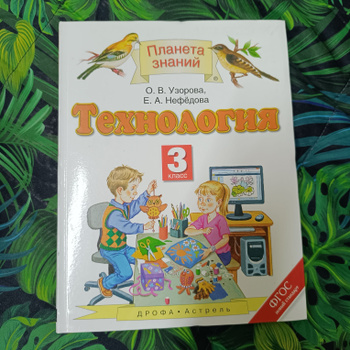 Планета
знаний
О. В. Узорова,
Е. А. Нефёдова
Технология
3
класс
ДРОФА • Астрель
ФГОС